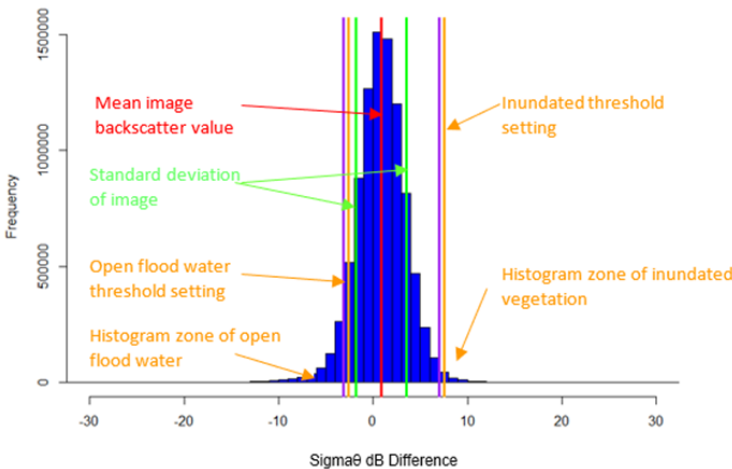 1500000
1000000
500000
0
Frequency
Mean image
backscatter value
Standard deviation
of image
Open flood water
threshold setting
Histogram zone of open
flood water
Inundated threshold
setting
Histogram zone of inundated
vegetation
-30 -20 -10 0 10 20 30
Sigmaθ dB Difference